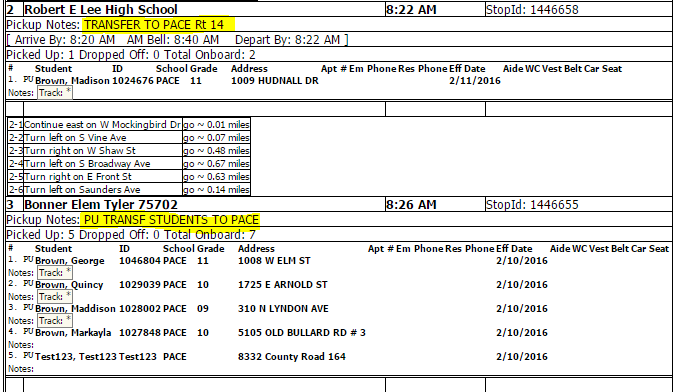 2 Robert E Lee High School 8:22 AM StopId: 1446658
Pickup Notes: TRANSFER TO PACE Rt 14
[ Arrive By: 8:20 AM AM Bell: 8:40 AM Depart By: 8:22 AM ]
Picked Up: 1 Dropped Off: 0 Total Onboard: 2
# Student ID School Grade Address Apt # Em Phone Res Phone Eff Date Aide WC Vest Belt Car Seat
1. PU Brown, Madison 1024676 PACE 11 1009 HUDNALL DR 2/11/2016
Notes: Track: *
2-1 Continue east on W Mockingbird Dr go ~ 0.01 miles
2-2 Turn left on S Vine Ave go ~ 0.07 miles
2-3 Turn right on W Shaw St go ~ 0.48 miles
2-4 Turn left on S Broadway Ave go ~ 0.67 miles
2-5 Turn right on E Front St go ~ 0.63 miles
2-6 Turn left on Saunders Ave go ~ 0.14 miles
3 Bonner Elem Tyler 75702 8:26 AM StopId: 1446655
Pickup Notes: PU TRANSF STUDENTS TO PACE
Picked Up: 5 Dropped Off: 0 Total Onboard: 7
# Student ID School Grade Address Apt # Em Phone Res Phone Eff Date Aide WC Vest Belt Car Seat
1. PU Brown, George 1046804 PACE 11 1008 W ELM ST 2/10/2016
Notes: Track: *
2. PU Brown, Quincy 1029039 PACE 10 1725 E ARNOLD ST 2/10/2016
Notes: Track: *
3. PU Brown, Maddison 1028002 PACE 09 310 N LYNDON AVE 2/10/2016
Notes: Track: *
4. PU Brown, Markayla 1027848 PACE 10 5105 OLD BULLARD RD # 3 2/10/2016
Notes:
5. PU Test123, Test123 Test123 PACE 8332 County Road 164 2/10/2016
Notes: